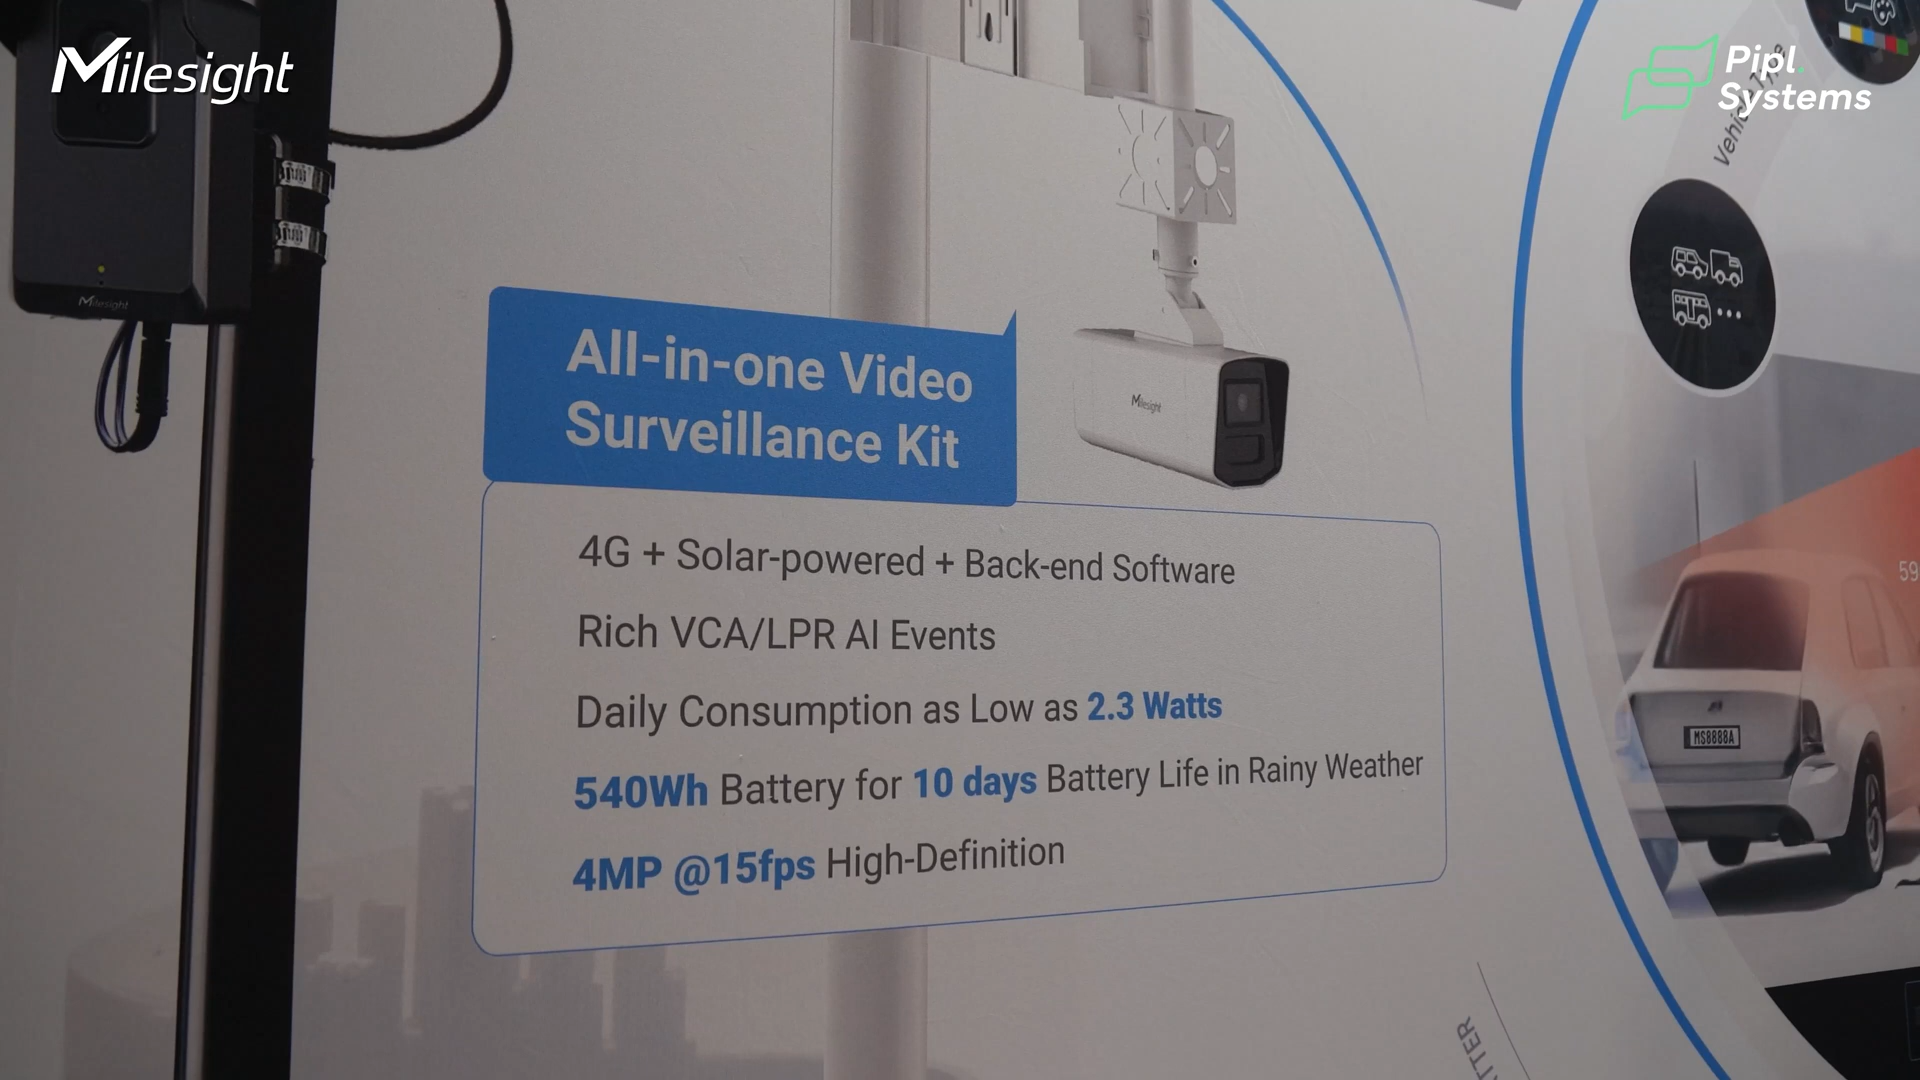 Milesight
Pipl.
Systems
Milesight
Milesight
All-in-one Video
Surveillance Kit
4G + Solar-powered + Back-end Software
Rich VCA/LPR AI Events
Daily Consumption as Low as 2.3 Watts
540Wh Battery for 10 days Battery Life in Rainy Weather
4MP @15fps High-Definition
59
MS8888A